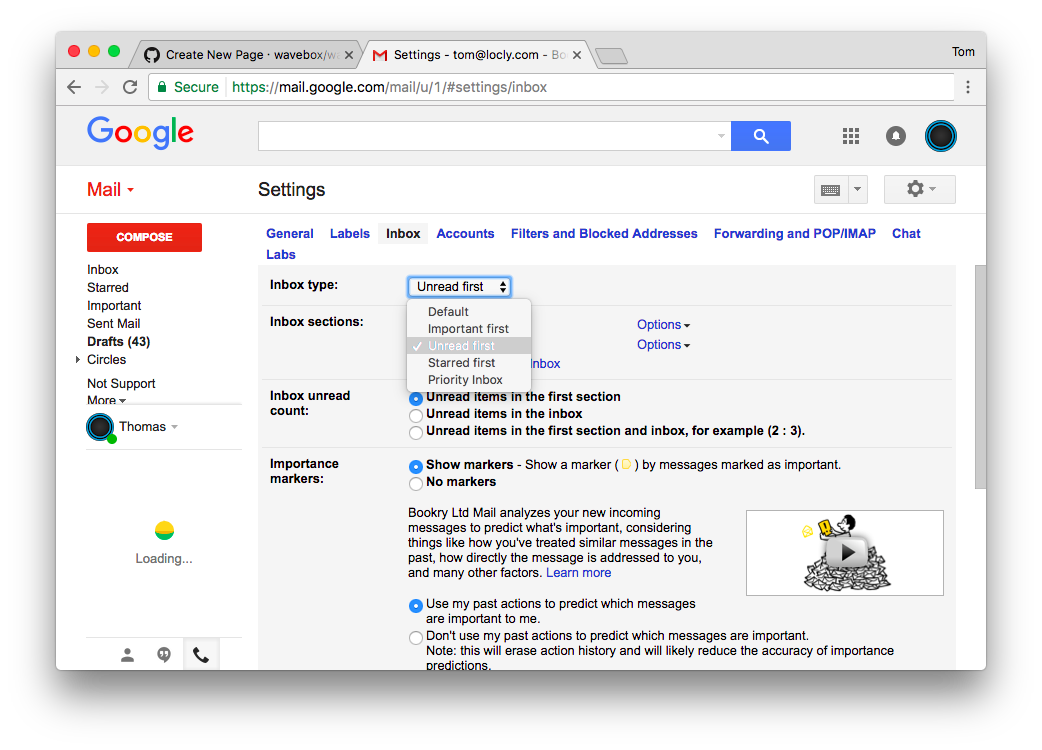 Create New Page · wavebox/wa
Settings - tom@locly.com - Bo
Tom
Secure https://mail.google.com/mail/u/1/#settings/inbox
Google
Mail
Settings
COMPOSE
General Labels Inbox Accounts Filters and Blocked Addresses Forwarding and POP/IMAP Chat
Labs
Inbox
Starred
Important
Sent Mail
Drafts (43)
Circles
Not Support
More
Thomas
Loading...
Inbox type:
Unread first
Default
Important first
Unread first
Starred first
Priority Inbox
Inbox sections:
Options
Options
nbox
Inbox unread
count:
Unread items in the first section
Unread items in the inbox
Unread items in the first section and inbox, for example (2 : 3).
Importance
markers:
Show markers - Show a marker ( ) by messages marked as important.
No markers
Bookry Ltd Mail analyzes your new incoming
messages to predict what's important, considering
things like how you've treated similar messages in the
past, how directly the message is addressed to you,
and many other factors. Learn more
Use my past actions to predict which messages
are important to me.
Don't use my past actions to predict which messages are important.
Note: this will erase action history and will likely reduce the accuracy of importance
predictions.